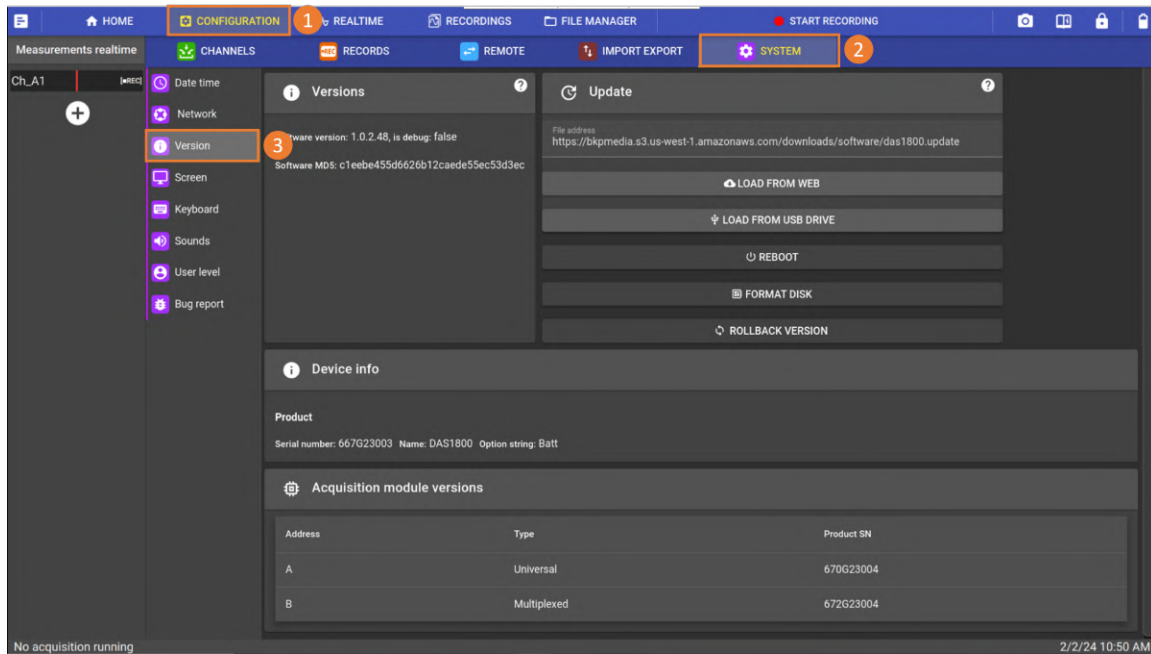 HOME
CONFIGURATION
1
REALTIME
RECORDINGS
FILE MANAGER
START RECORDING
Measurements realtime
CHANNELS
REC
RECORDS
REMOTE
IMPORT EXPORT
SYSTEM
2
Ch_A1
[●REC]
Date time
Network
Version
3
Screen
Keyboard
Sounds
User level
Bug report
Versions
?
Software version: 1.0.2.48, is debug: false
Software MD5: c1eebe455d6626b12caede55ec53d3ec
Update
?
File address
https://bkpmedia.s3.us-west-1.amazonaws.com/downloads/software/das1800.update
LOAD FROM WEB
LOAD FROM USB DRIVE
REBOOT
FORMAT DISK
ROLLBACK VERSION
Device info
Product
Serial number: 667G23003 Name: DAS1800 Option string: Batt
Acquisition module versions
Address Type Product SN
A Universal 670G23004
B Multiplexed 672G23004
No acquisition running
2/2/24 10:50 AM